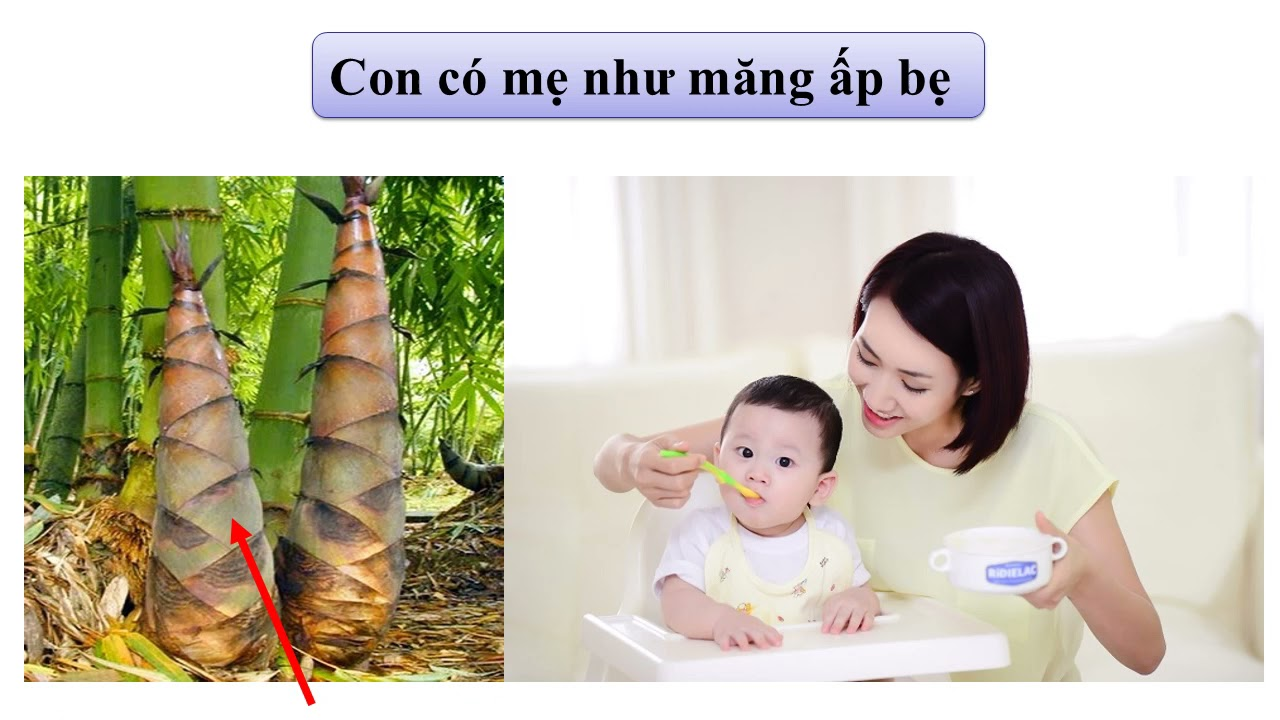 Con có mẹ như măng ấp bẹ
RiDIELAC